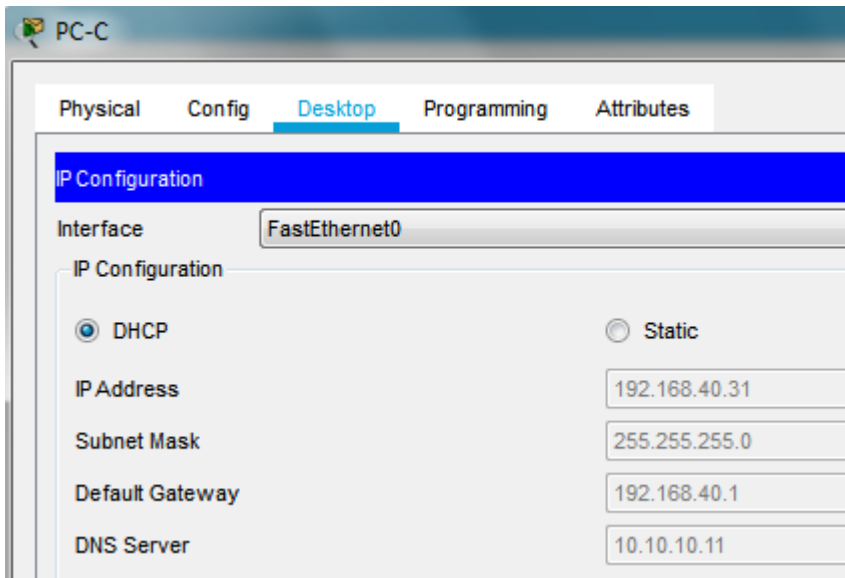 PC-C
Physical Config Desktop Programming Attributes
IP Configuration
Interface FastEthernet0
IP Configuration
DHCP Static
IP Address 192.168.40.31
Subnet Mask 255.255.255.0
Default Gateway 192.168.40.1
DNS Server 10.10.10.11